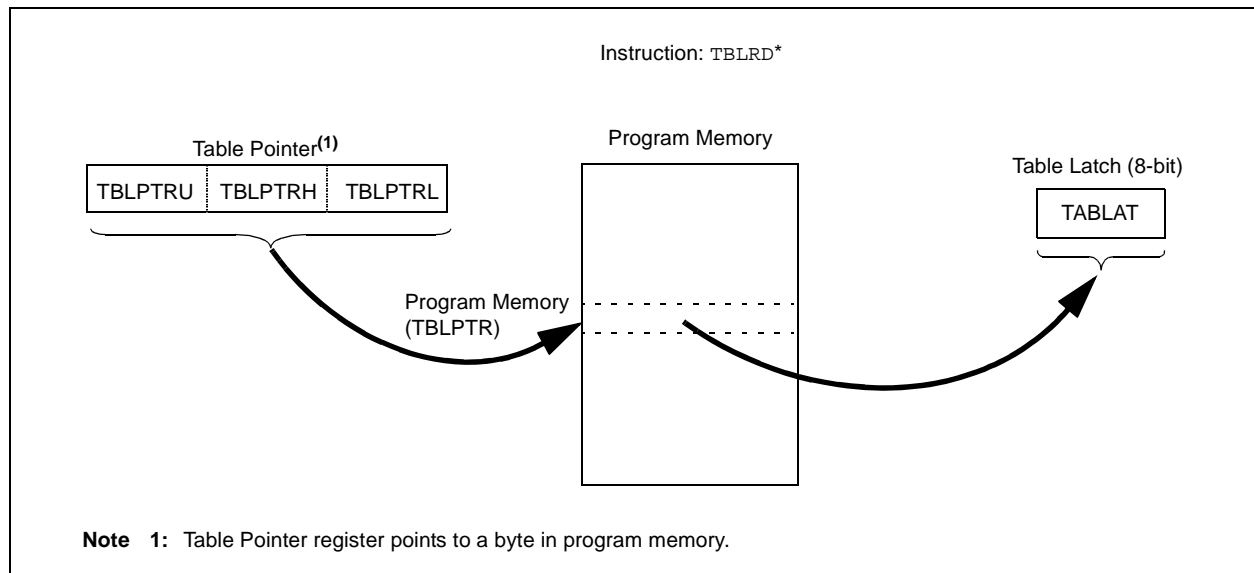 Instruction: TBLRD*
Table Pointer(1)
TBLPTRU TBLPTRH TBLPTRL
Program Memory
Table Latch (8-bit)
TABLAT
Program Memory
(TBLPTR)
Note 1: Table Pointer register points to a byte in program memory.